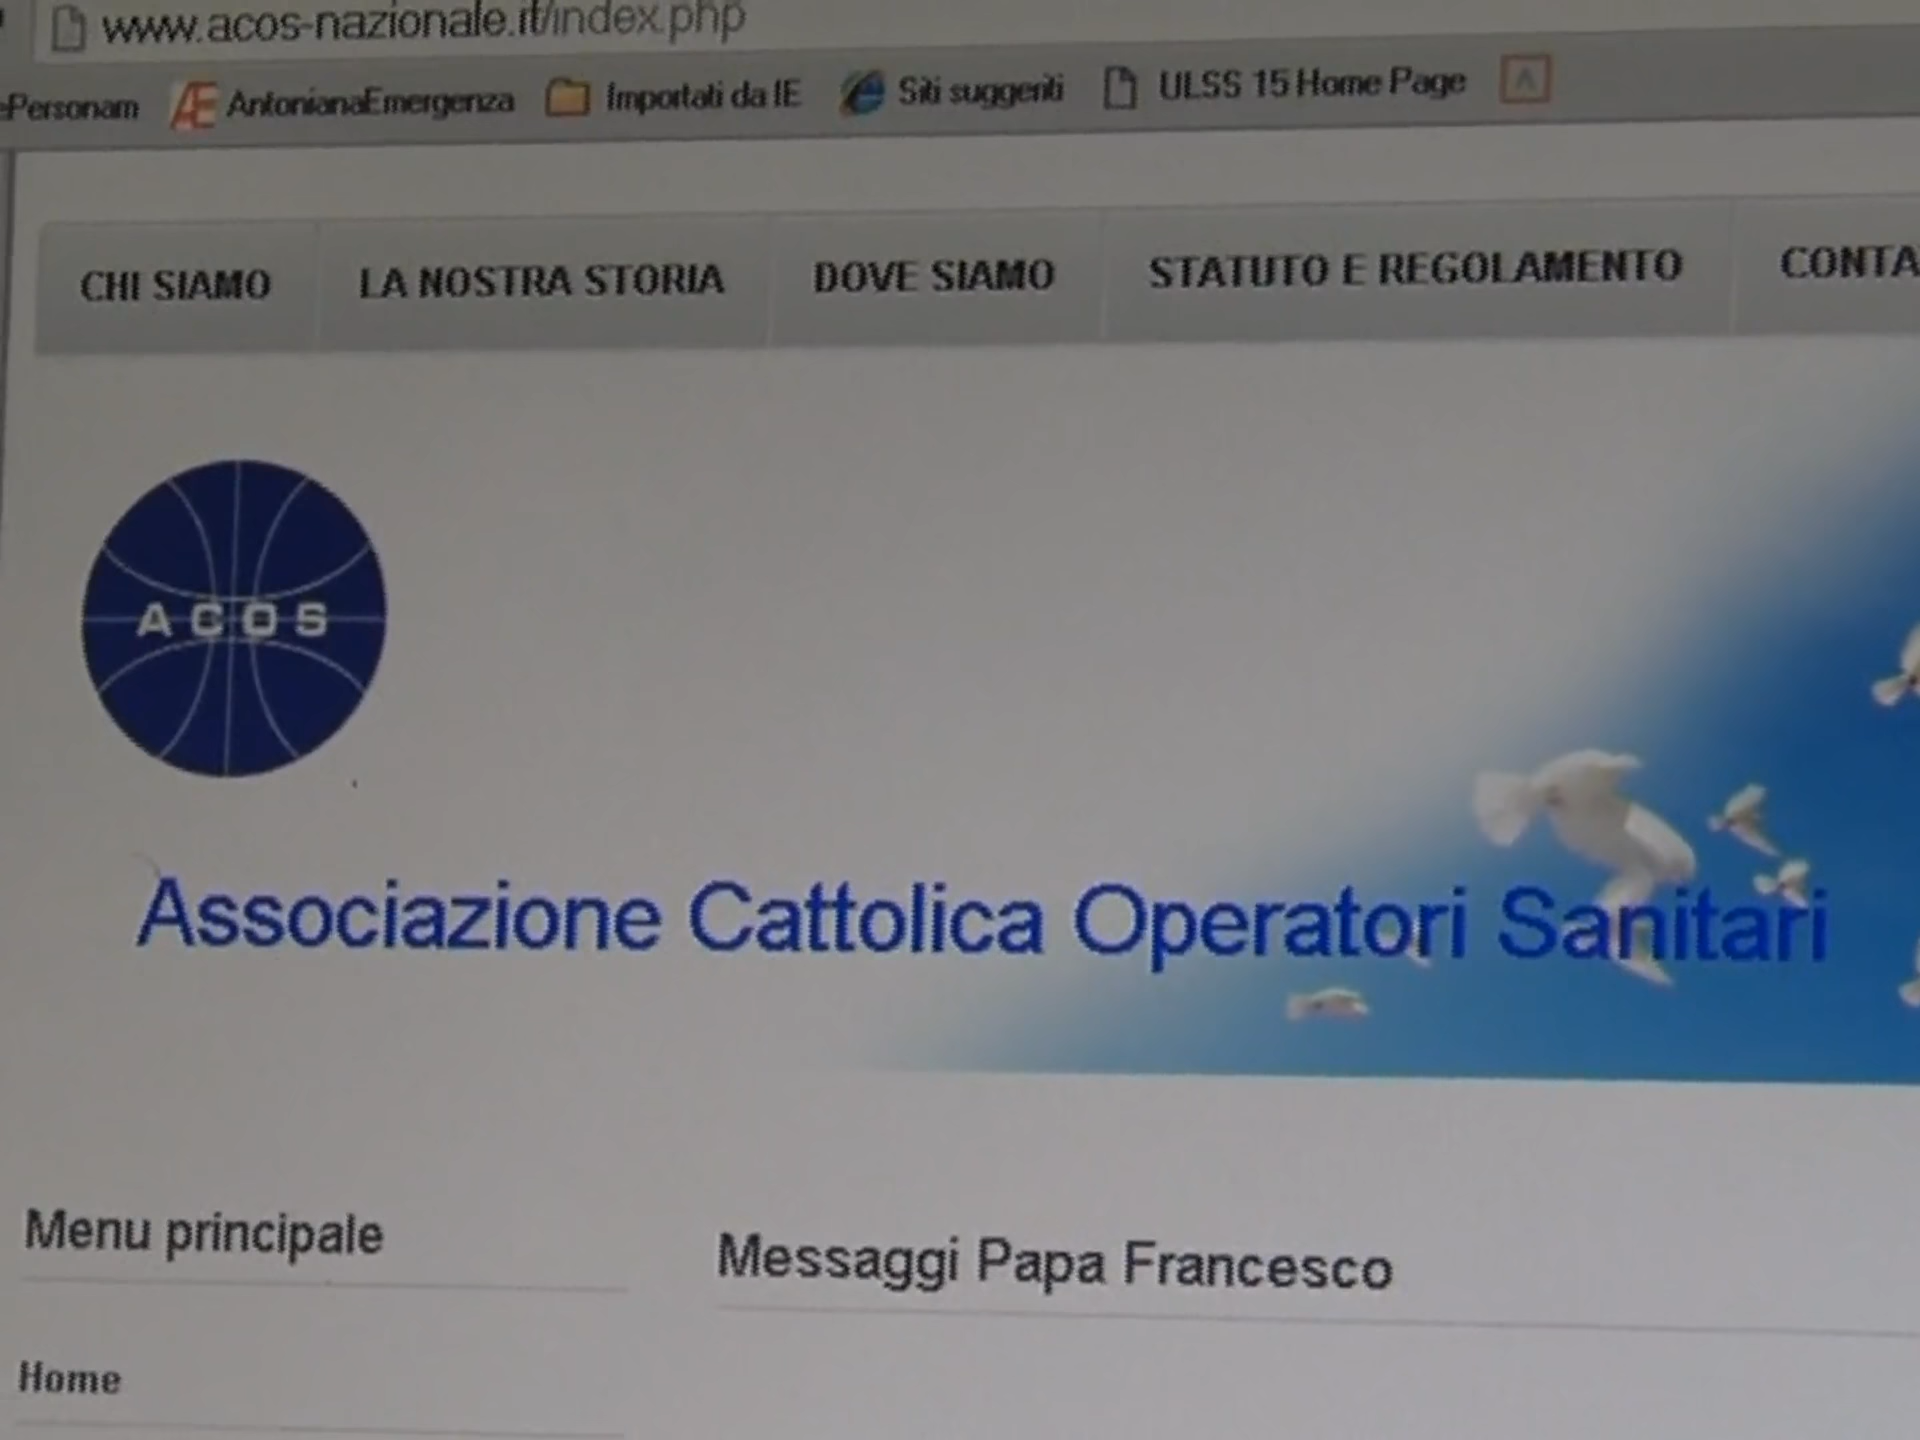 www.acos-nazionale.it/index.php
ePersonam AntonianaEmergenza Importati da IE Siti suggeriti ULSS 15 Home Page
CHI SIAMO LA NOSTRA STORIA DOVE SIAMO STATUTO E REGOLAMENTO CONTA
ACOS
Associazione Cattolica Operatori Sanitari
Menu principale
Messaggi Papa Francesco
Home